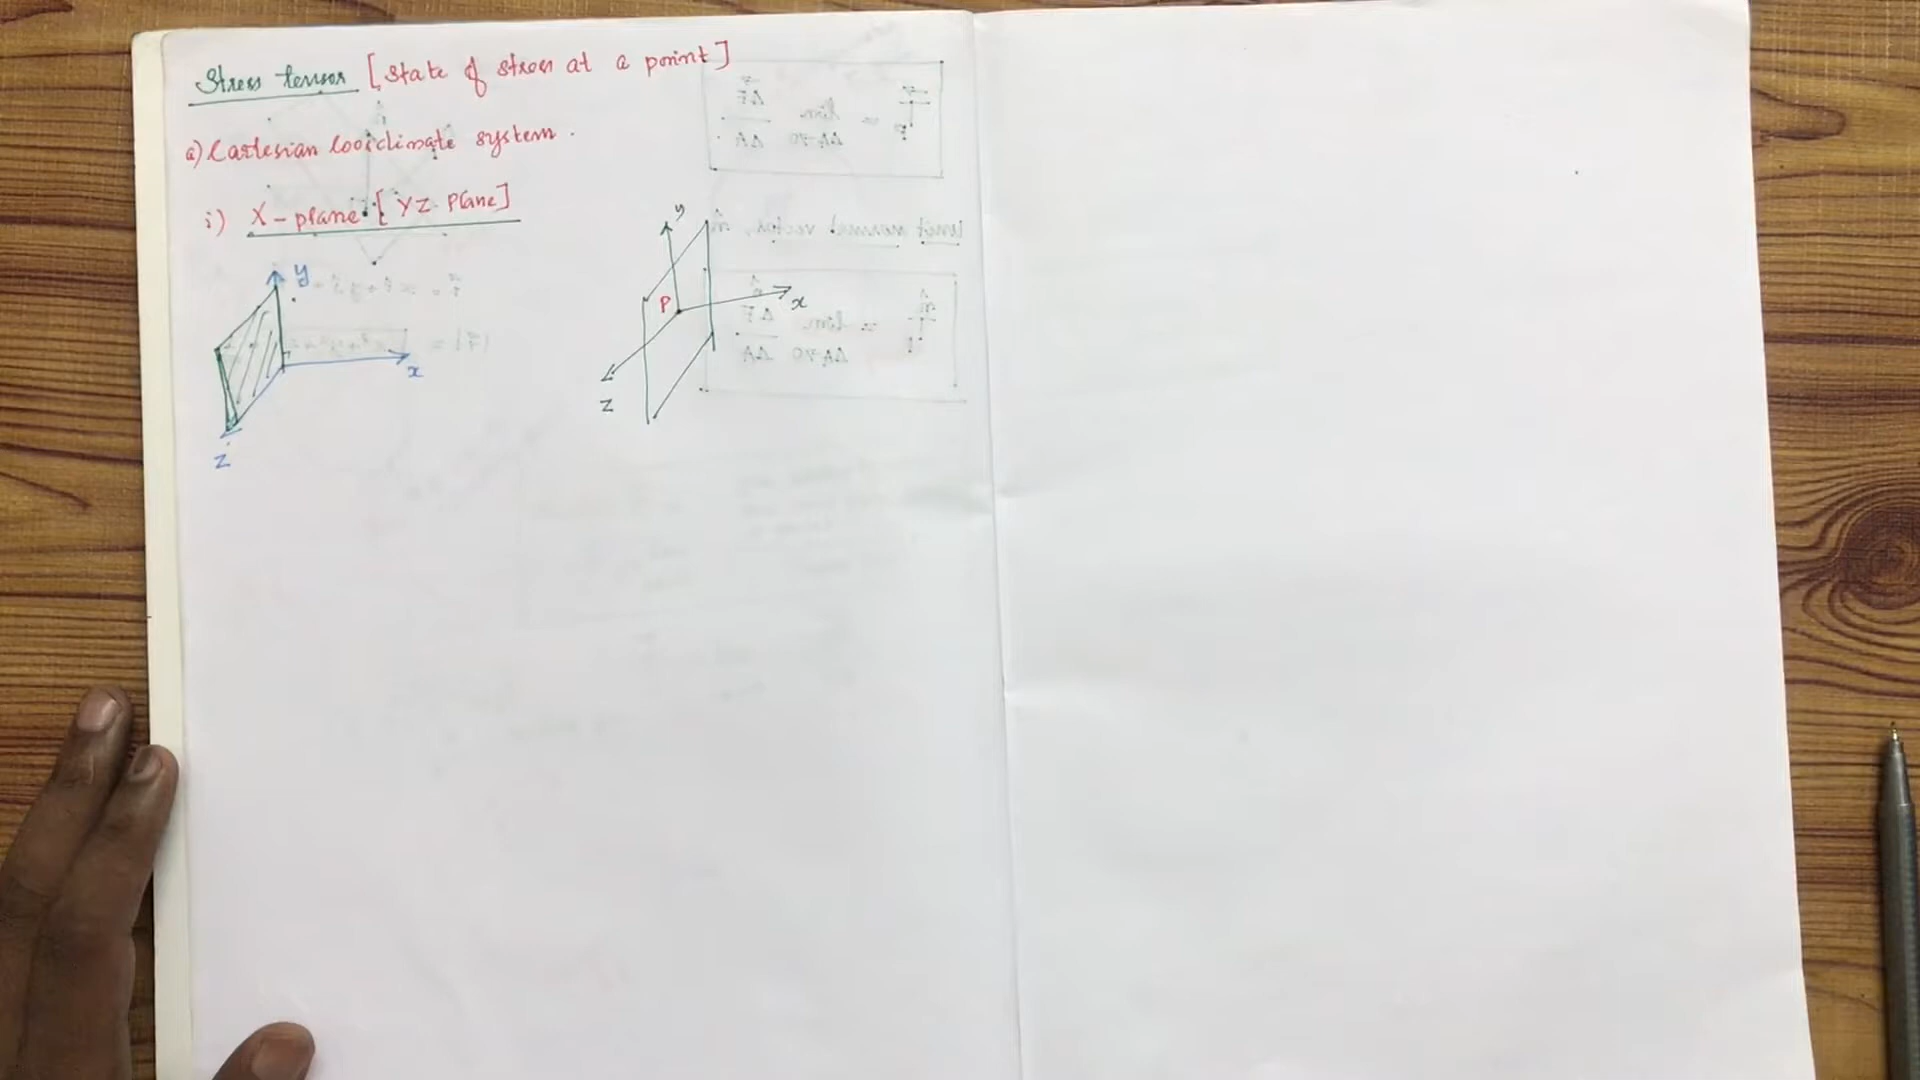 Stress tensor [State of stress at a point]
a) Cartesian Coordinate system.
i) X-plane [YZ Plane]
y
x
z
y
P
x
z